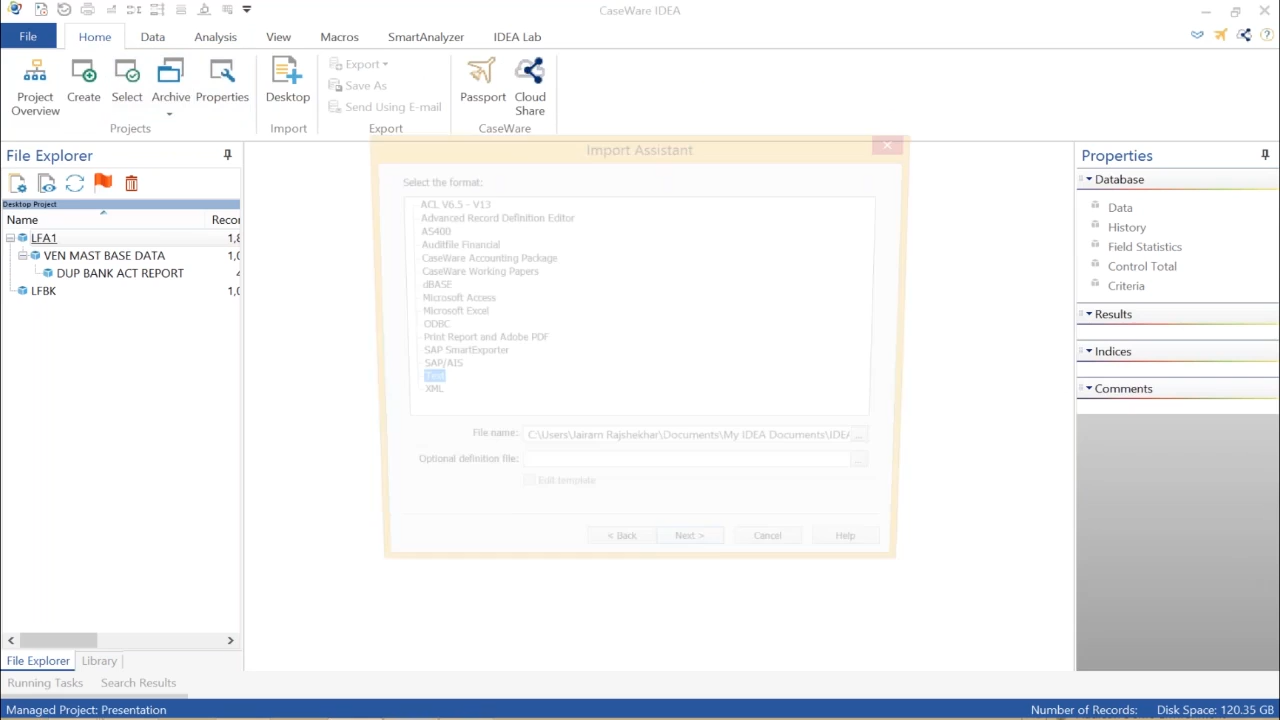 CaseWare IDEA
File Home Data Analysis View Macros SmartAnalyzer IDEA Lab
Project Overview
Create
Select
Archive
Properties
Projects
Desktop
Import
Export
Save As
Send Using E-mail
Export
Passport
Cloud Share
CaseWare
File Explorer
Desktop Project
Name Recor
LFA1 1,8
VEN MAST BASE DATA 1,0
DUP BANK ACT REPORT 4
LFBK 1,0
File Explorer Library
Running Tasks Search Results
Import Assistant
Select the format:
ACL V6.5 - V13
Advanced Record Definition Editor
AS400
Auditfile Financial
CaseWare Accounting Package
CaseWare Working Papers
dBASE
Microsoft Access
Microsoft Excel
ODBC
Print Report and Adobe PDF
SAP SmartExporter
SAP/AIS
Text
XML
File name: C:\Users\Jairam Rajshekhar\Documents\My IDEA Documents\IDEA ...
Optional definition file: ...
Edit template
< Back Next > Cancel Help
Properties
Database
Data
History
Field Statistics
Control Total
Criteria
Results
Indices
Comments
Managed Project: Presentation Number of Records: Disk Space: 120.35 GB